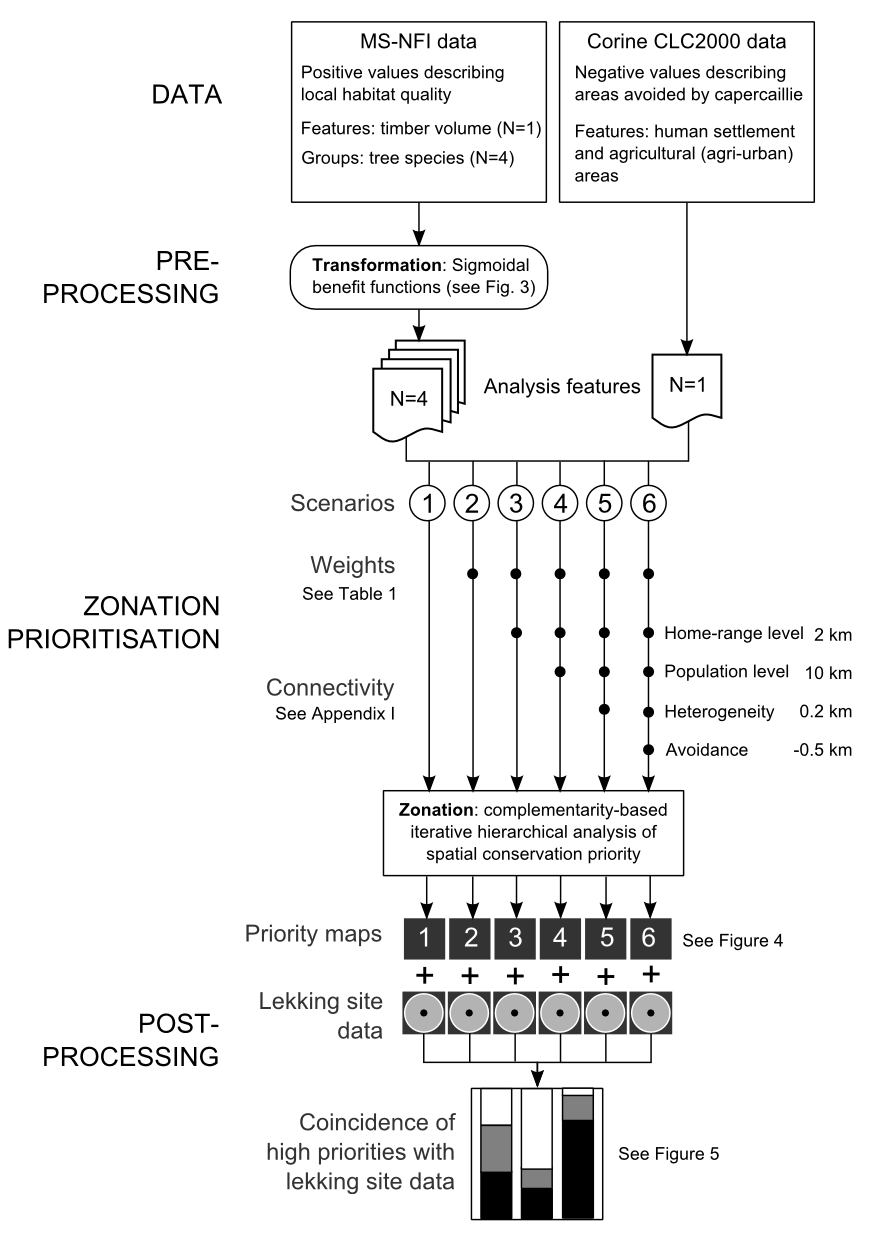 DATA
MS-NFI data
Positive values describing
local habitat quality
Features: timber volume (N=1)
Groups: tree species (N=4)
Corine CLC2000 data
Negative values describing
areas avoided by capercaillie
Features: human settlement
and agricultural (agri-urban)
areas
PRE-
PROCESSING
Transformation: Sigmoidal
benefit functions (see Fig. 3)
N=4
Analysis features
N=1
Scenarios
1 2 3 4 5 6
ZONATION
PRIORITISATION
Weights
See Table 1
Home-range level 2 km
Population level 10 km
Connectivity
See Appendix I
Heterogeneity 0.2 km
Avoidance -0.5 km
Zonation: complementarity-based
iterative hierarchical analysis of
spatial conservation priority
Priority maps
1 2 3 4 5 6
See Figure 4
+ + + + + +
POST-
PROCESSING
Lekking site
data
Coincidence of
high priorities with
lekking site data
See Figure 5